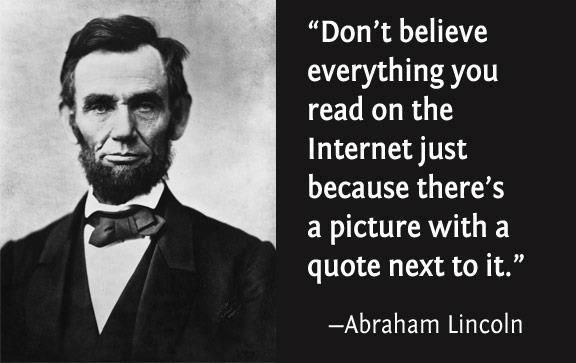 “Don’t believe
everything you
read on the
Internet just
because there’s
a picture with a
quote next to it.”
—Abraham Lincoln